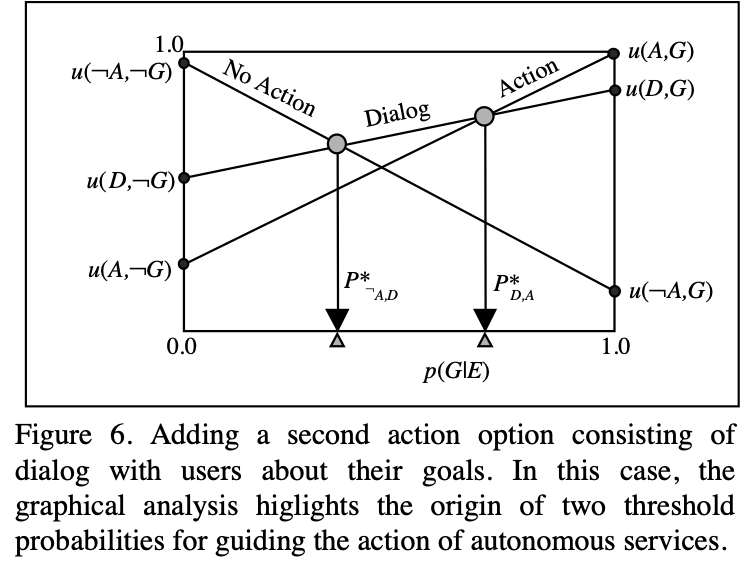 1.0
u(¬A,¬G)
No Action
Dialog
Action
u(A,G)
u(D,G)
u(D,¬G)
u(A,¬G)
P*¬A,D
P*D,A
u(¬A,G)
0.0
1.0
p(G|E)
Figure 6. Adding a second action option consisting of
dialog with users about their goals. In this case, the
graphical analysis higlights the origin of two threshold
probabilities for guiding the action of autonomous services.